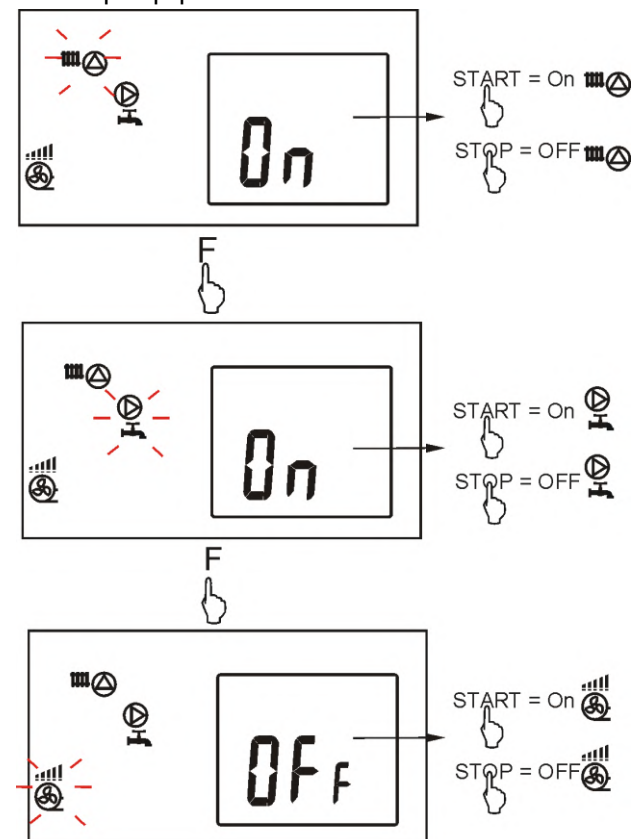 On
START = On
STOP = OFF
F
On
START = On
STOP = OFF
F
OFF
START = On
STOP = OFF